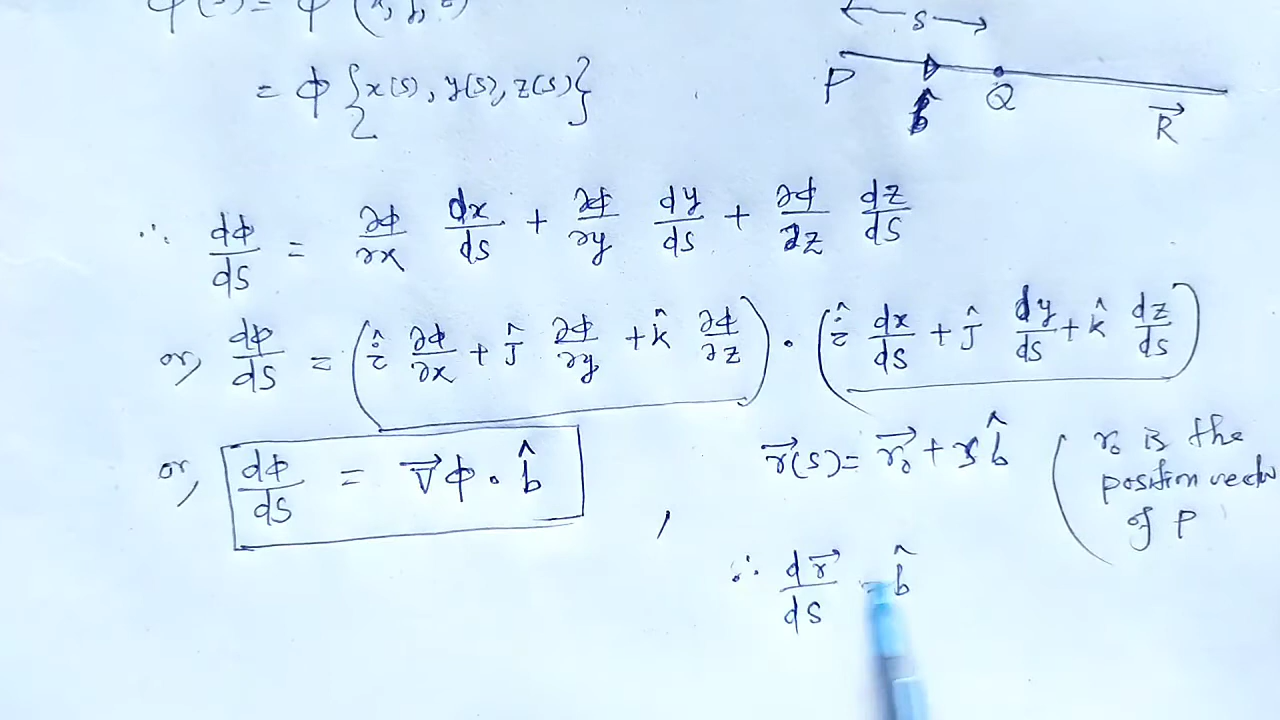 φ(s) = φ (x, y, z)
= φ {x(s), y(s), z(s)}
s
P
b̂
Q
R⃗
∴ dφ/ds = ∂φ/∂x dx/ds + ∂φ/∂y dy/ds + ∂φ/∂z dz/ds
or, dφ/ds = (î ∂φ/∂x + ĵ ∂φ/∂y + k̂ ∂φ/∂z) · (î dx/ds + ĵ dy/ds + k̂ dz/ds)
or, dφ/ds = ∇⃗φ · b̂ ,
r⃗(s) = r⃗₀ + s b̂
(r₀ is the
position vector
of P
∴ dr⃗/ds = b̂